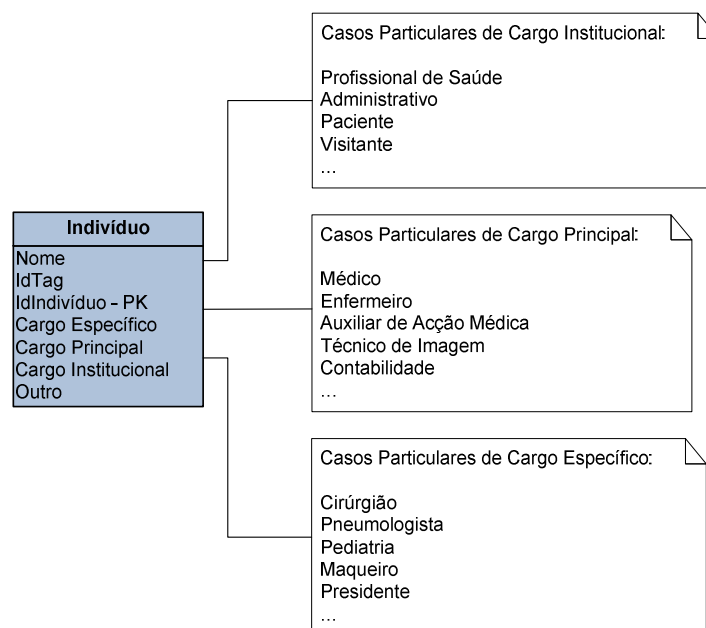 Casos Particulares de Cargo Institucional:
Profissional de Saúde
Administrativo
Paciente
Visitante
...
Indivíduo
Nome
IdTag
IdIndivíduo - PK
Cargo Específico
Cargo Principal
Cargo Institucional
Outro
Casos Particulares de Cargo Principal:
Médico
Enfermeiro
Auxiliar de Acção Médica
Técnico de Imagem
Contabilidade
...
Casos Particulares de Cargo Específico:
Cirúrgião
Pneumologista
Pediatria
Maqueiro
Presidente
...